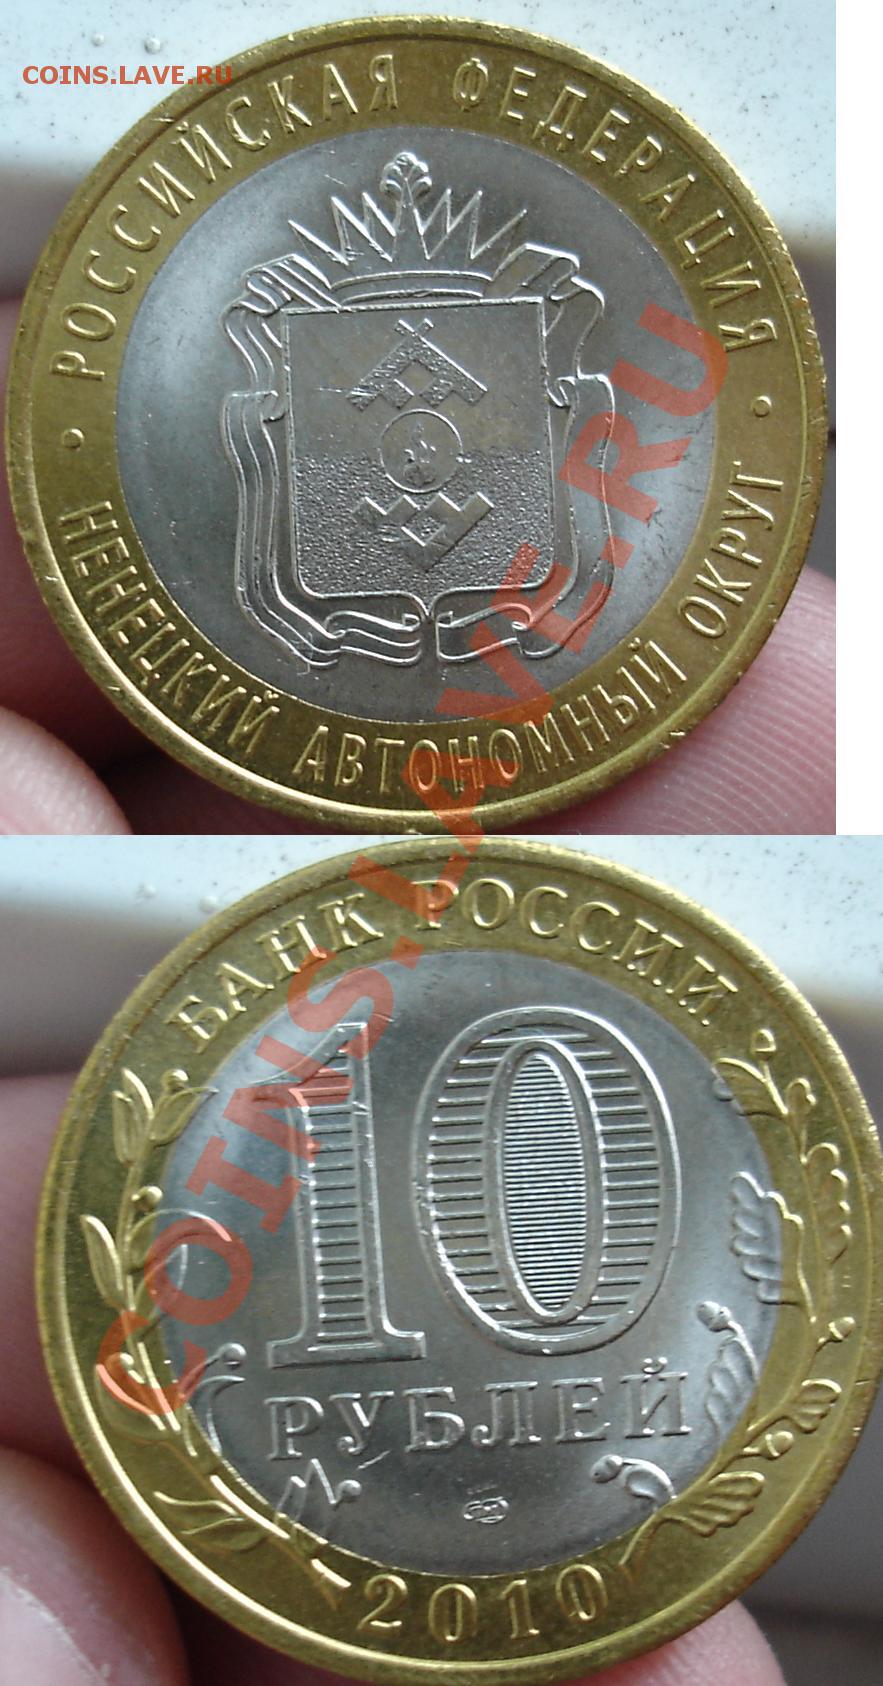 COINS.LAVE.RU
РОССИЙСКАЯ ФЕДЕРАЦИЯ
НЕНЕЦКИЙ АВТОНОМНЫЙ ОКРУГ
COINS.LAVE.RU
БАНК РОССИИ
10
РУБЛЕЙ
2010